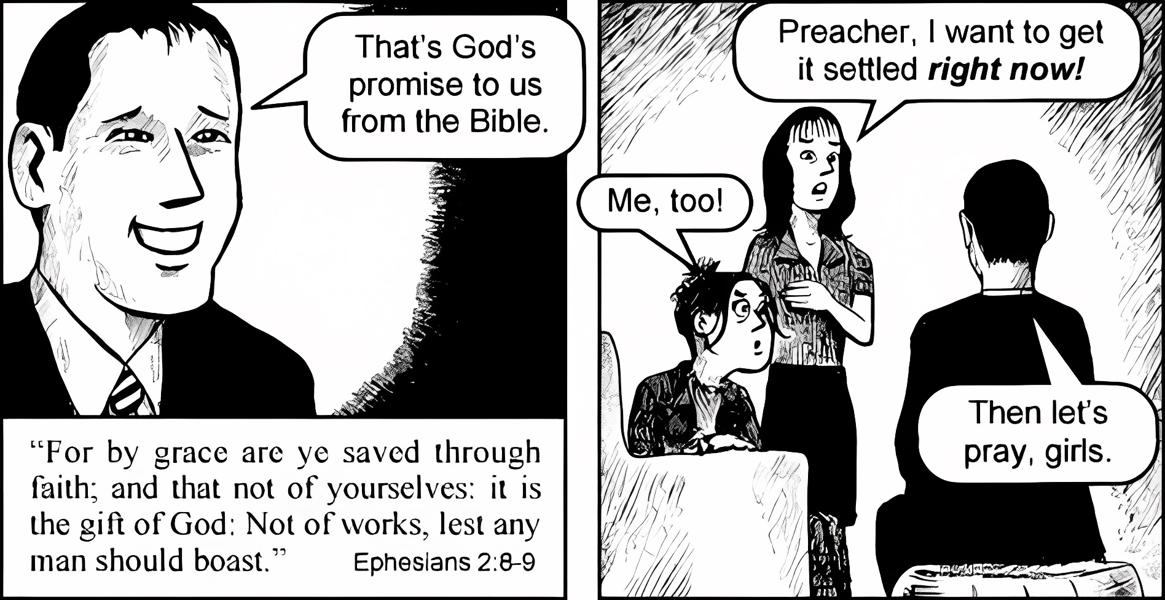 That's God's
promise to us
from the Bible.
"For by grace are ye saved through
faith; and that not of yourselves: it is
the gift of God: Not of works, lest any
man should boast." Ephesians 2:8-9
Preacher, I want to get
it settled right now!
Me, too!
Then let's
pray, girls.